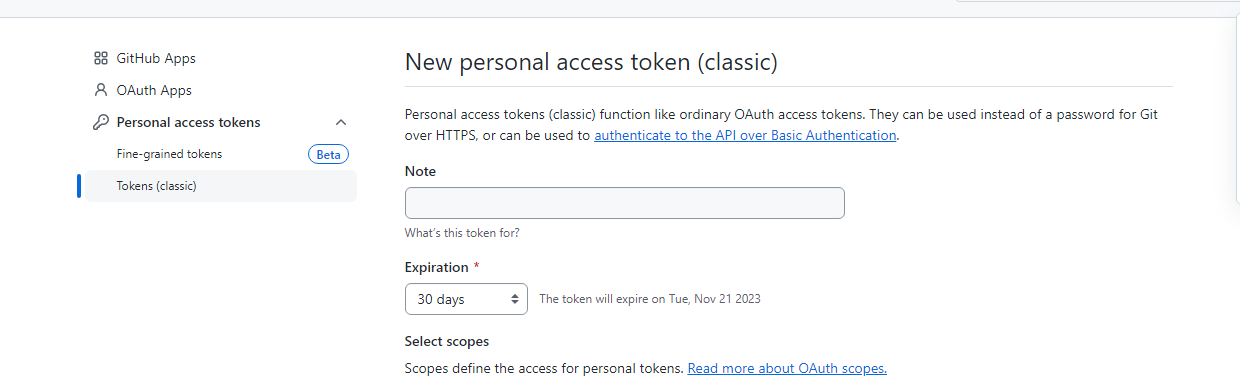 GitHub Apps
OAuth Apps
Personal access tokens
Fine-grained tokens Beta
Tokens (classic)
New personal access token (classic)
Personal access tokens (classic) function like ordinary OAuth access tokens. They can be used instead of a password for Git
over HTTPS, or can be used to authenticate to the API over Basic Authentication.
Note
What's this token for?
Expiration *
30 days The token will expire on Tue, Nov 21 2023
Select scopes
Scopes define the access for personal tokens. Read more about OAuth scopes.